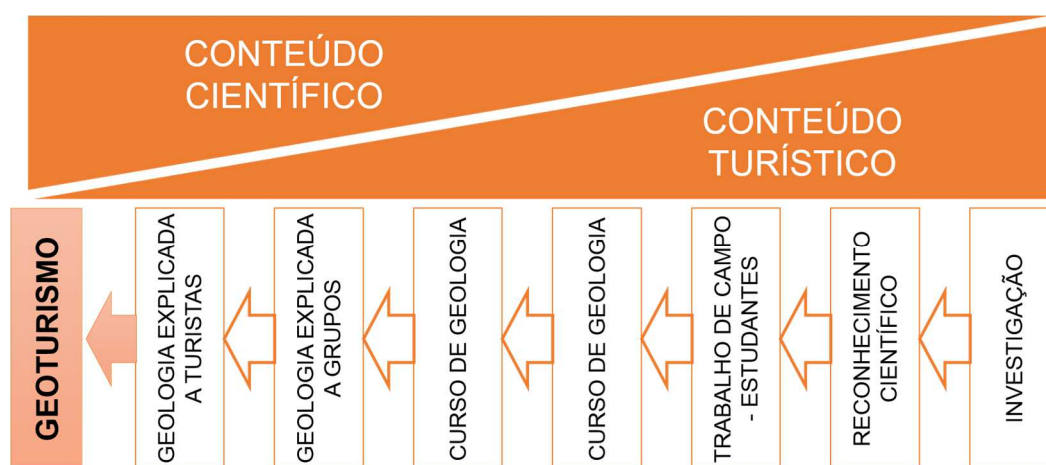 CONTEÚDO
CIENTÍFICO
CONTEÚDO
TURÍSTICO
GEOTURISMO
GEOLOGIA EXPLICADA
A TURISTAS
GEOLOGIA EXPLICADA
A GRUPOS
CURSO DE GEOLOGIA
CURSO DE GEOLOGIA
TRABALHO DE CAMPO
- ESTUDANTES
RECONHECIMENTO
CIENTÍFICO
INVESTIGAÇÃO